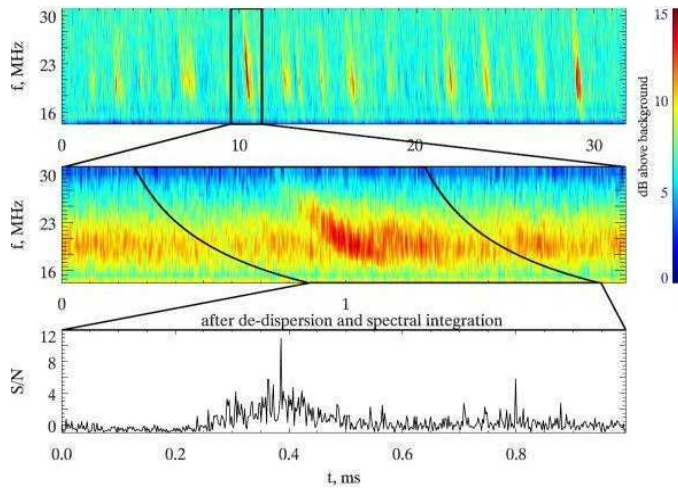 30
23
16
f, MHz
0 10 20 30
30
23
16
f, MHz
0 1
after de-dispersion and spectral integration
12
8
4
0
S/N
0.0 0.2 0.4 0.6 0.8
t, ms
15
10
5
0
dB above background